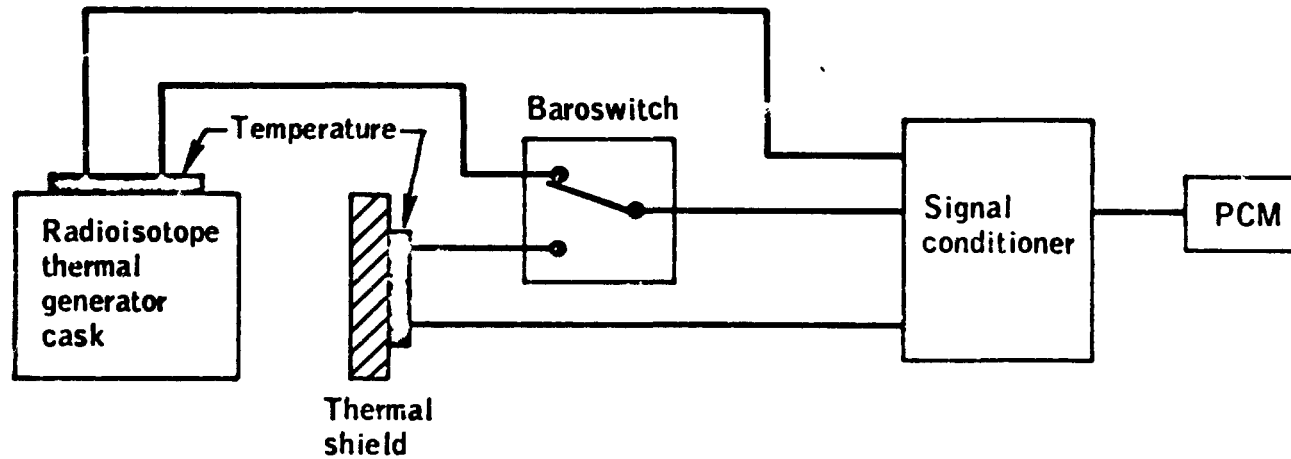 Baroswitch
Temperature
Radioisotope
thermal
generator
cask
Signal
conditioner
PCM
Thermal
shield